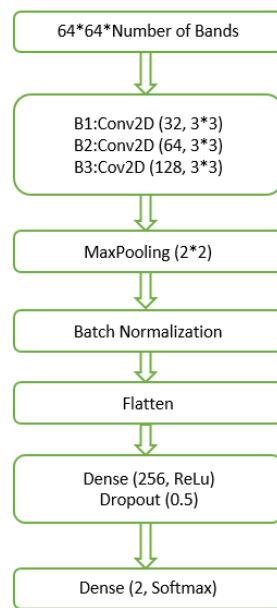 64*64*Number of Bands
B1:Conv2D (32, 3*3)
B2:Conv2D (64, 3*3)
B3:Cov2D (128, 3*3)
MaxPooling (2*2)
Batch Normalization
Flatten
Dense (256, ReLu)
Dropout (0.5)
Dense (2, Softmax)